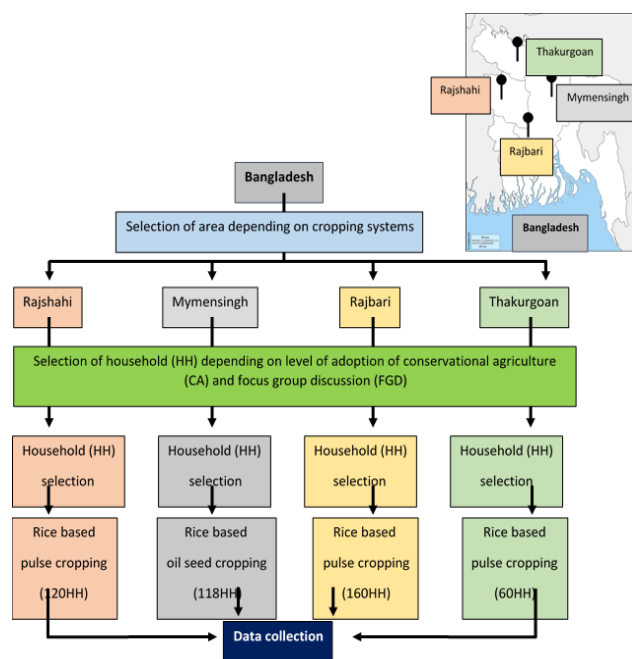 Thakurgoan
Rajshahi
Mymensingh
Rajbari
Bangladesh
Bangladesh
Selection of area depending on cropping systems
Rajshahi
Mymensingh
Rajbari
Thakurgoan
Selection of household (HH) depending on level of adoption of conservational agriculture
(CA) and focus group discussion (FGD)
Household (HH)
selection
Household (HH)
selection
Household (HH)
selection
Household (HH)
selection
Rice based
pulse cropping
(120HH)
Rice based
oil seed cropping
(118HH)
Rice based
pulse cropping
(160HH)
Rice based
pulse cropping
(60HH)
Data collection